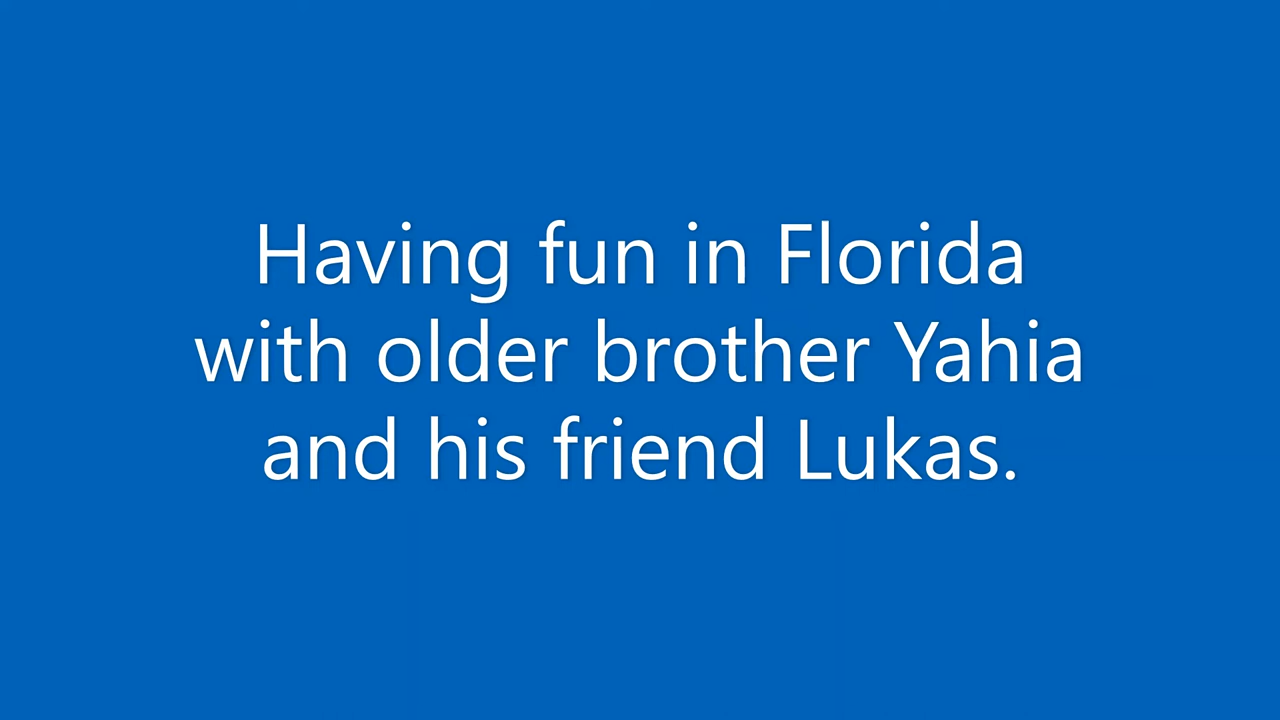 Having fun in Florida
with older brother Yahia
and his friend Lukas.